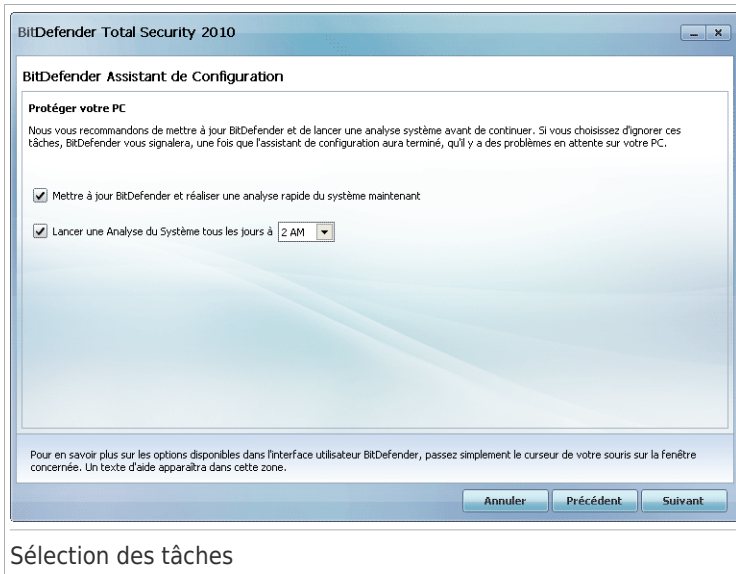 BitDefender Total Security 2010
BitDefender Assistant de Configuration
Protéger votre PC
Nous vous recommandons de mettre à jour BitDefender et de lancer une analyse système avant de continuer. Si vous choisissez d'ignorer ces
tâches, BitDefender vous signalera, une fois que l'assistant de configuration aura terminé, qu'il y a des problèmes en attente sur votre PC.
Mettre à jour BitDefender et réaliser une analyse rapide du système maintenant
Lancer une Analyse du Système tous les jours à 2 AM
Pour en savoir plus sur les options disponibles dans l'interface utilisateur BitDefender, passez simplement le curseur de votre souris sur la fenêtre
concernée. Un texte d'aide apparaîtra dans cette zone.
Annuler Précédent Suivant
Sélection des tâches